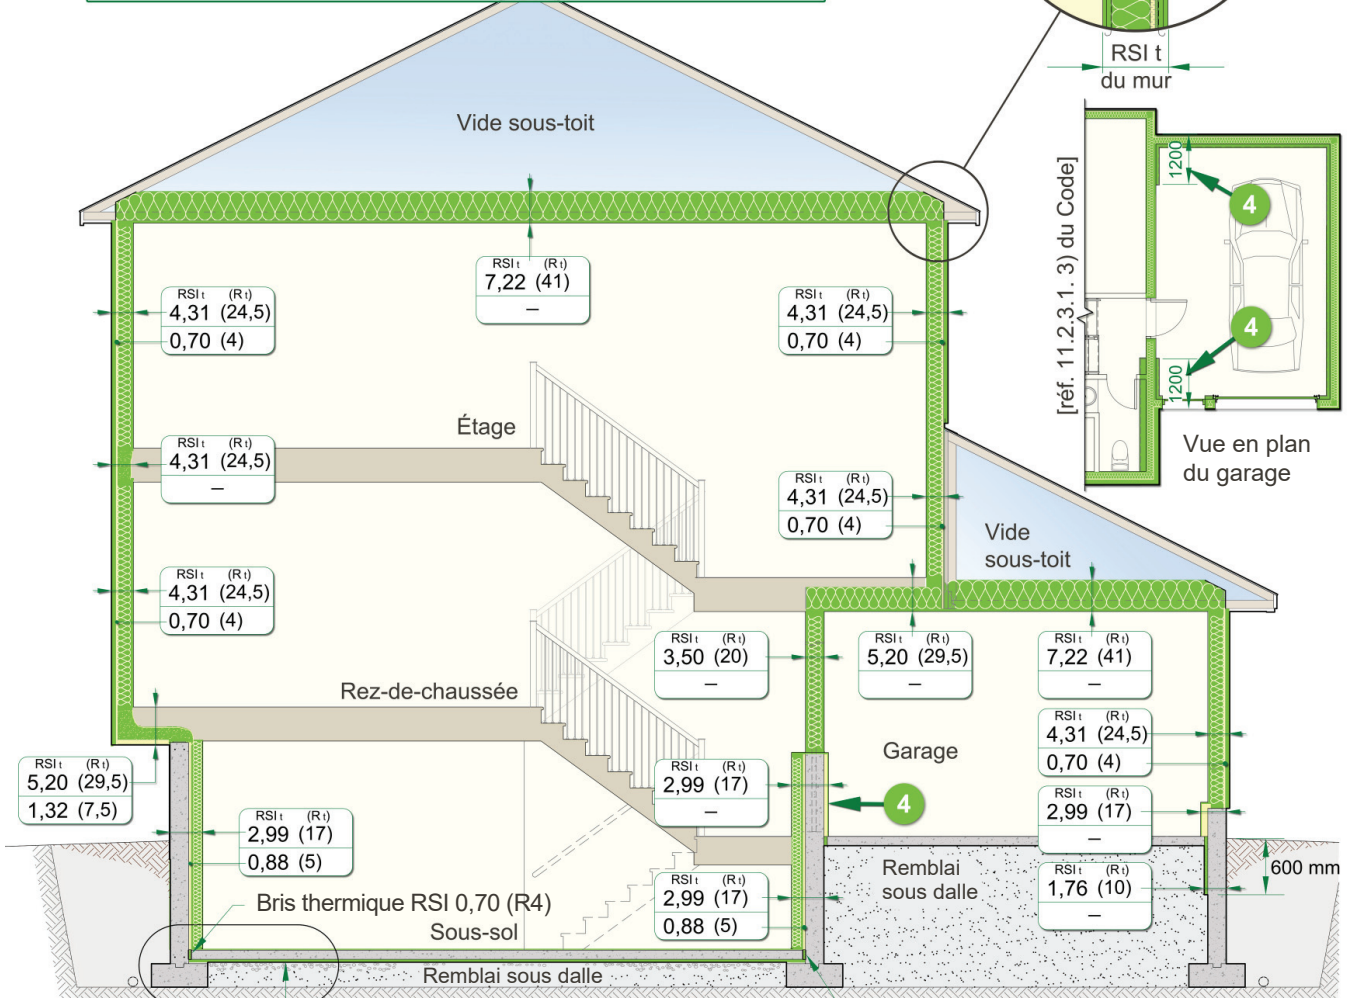 RSI t
du mur
Vide sous-toit
1200
4
[réf. 11.2.3.1. 3) du Code]
4
1200
Vue en plan
du garage
RSI t (R t)
7,22 (41)
–
RSI t (R t)
4,31 (24,5)
0,70 (4)
RSI t (R t)
4,31 (24,5)
0,70 (4)
Étage
RSI t (R t)
4,31 (24,5)
–
RSI t (R t)
4,31 (24,5)
0,70 (4)
Vide
sous-toit
RSI t (R t)
4,31 (24,5)
0,70 (4)
RSI t (R t)
3,50 (20)
–
RSI t (R t)
5,20 (29,5)
–
RSI t (R t)
7,22 (41)
–
Rez-de-chaussée
RSI t (R t)
4,31 (24,5)
0,70 (4)
Garage
RSI t (R t)
5,20 (29,5)
1,32 (7,5)
RSI t (R t)
2,99 (17)
–
4
RSI t (R t)
2,99 (17)
–
RSI t (R t)
2,99 (17)
0,88 (5)
Remblai
sous dalle
RSI t (R t)
1,76 (10)
–
600 mm
RSI t (R t)
2,99 (17)
0,88 (5)
Bris thermique RSI 0,70 (R4)
Sous-sol
Remblai sous dalle